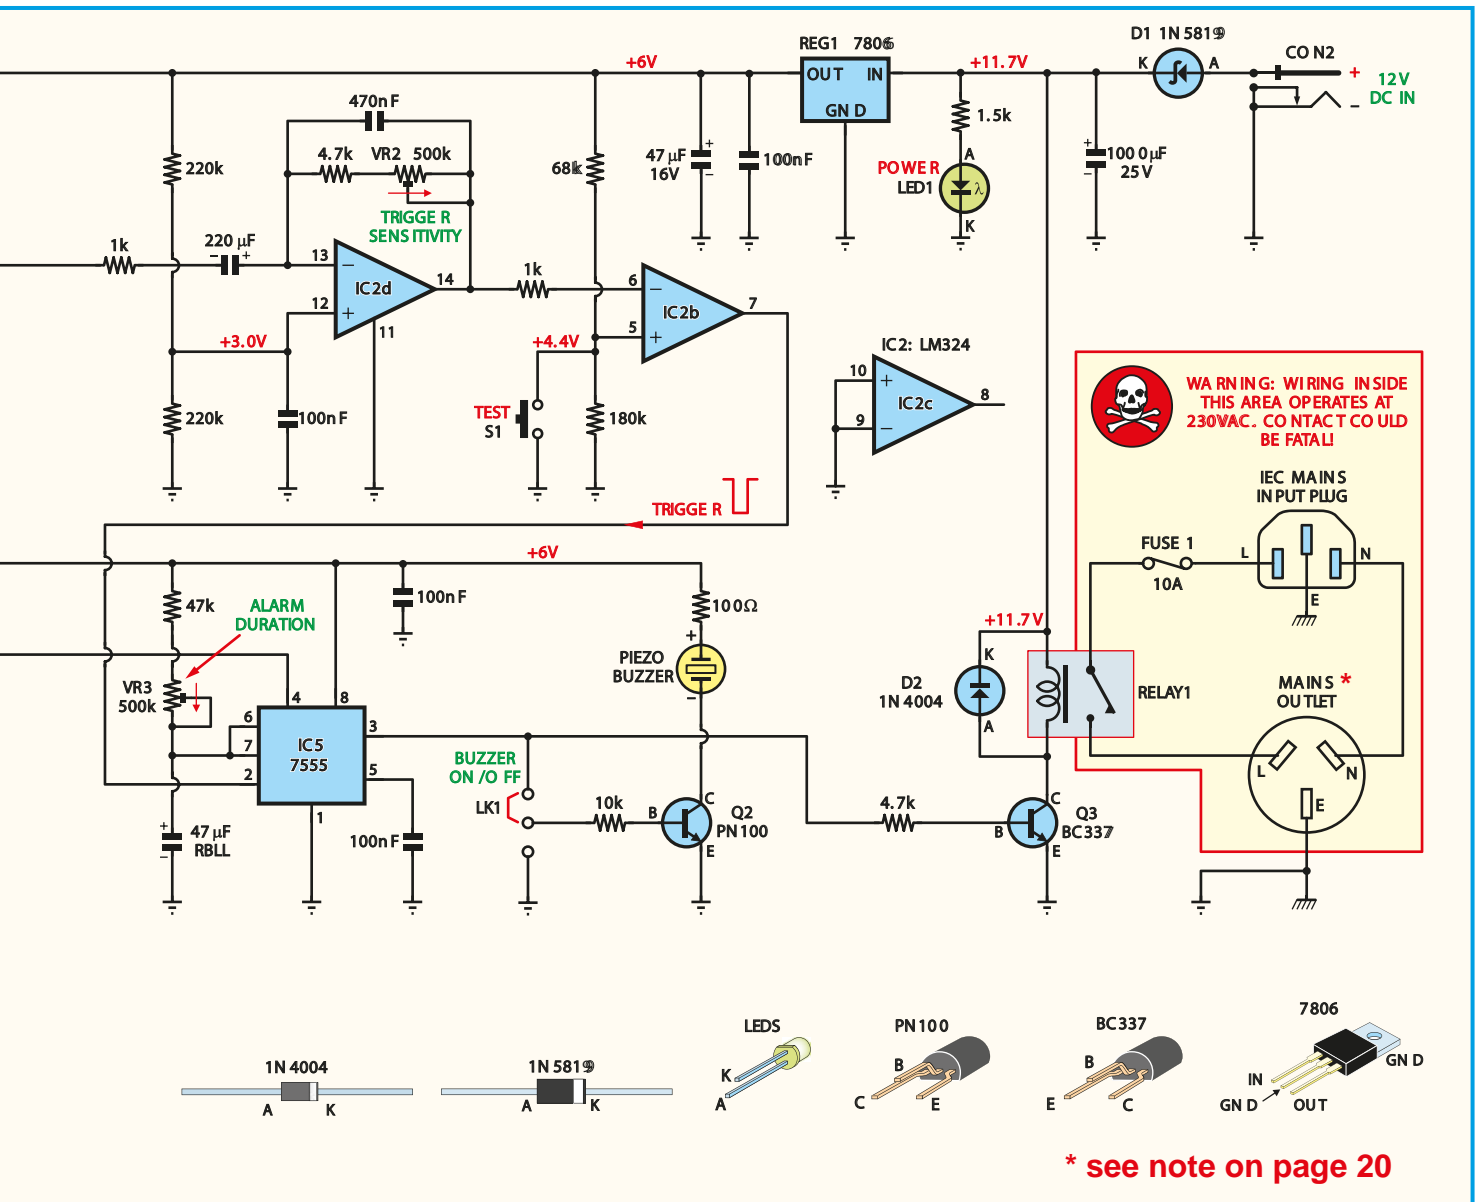 D1 1N5819
REG1 7806
CON2
+6V
+11.7V
K
A
OUT
IN
GND
+
12V
DC IN
−
470nF
4.7k
VR2 500k
1.5k
220k
68k
47µF
16V
+
−
100nF
A
POWER
LED1
λ
K
+
1000µF
25V
−
TRIGGER
SENSITIVITY
1k
220µF
−
+
13
−
IC2d
14
12
+
11
1k
6
−
IC2b
7
5
+
+3.0V
+4.4V
IC2: LM324
10
+
IC2c
8
9
−
220k
100nF
TEST
S1
180k
WARNING: WIRING INSIDE
THIS AREA OPERATES AT
230VAC. CONTACT COULD
BE FATAL!
IEC MAINS
INPUT PLUG
TRIGGER
+6V
FUSE 1
L
N
10A
E
47k
ALARM
DURATION
100nF
100Ω
+
PIEZO
BUZZER
−
+11.7V
K
D2
1N4004
A
RELAY1
MAINS *
OUTLET
L
N
E
VR3
500k
4
8
6
3
7
IC5
7555
2
5
1
BUZZER
ON/OFF
LK1
10k
B
C
Q2
PN100
E
4.7k
B
C
Q3
BC337
E
+
47µF
RBLL
−
100nF
1N4004
A
K
1N5819
A
K
LEDS
K
A
PN100
B
C
E
BC337
B
E
C
7806
GND
IN
GND
OUT
* see note on page 20